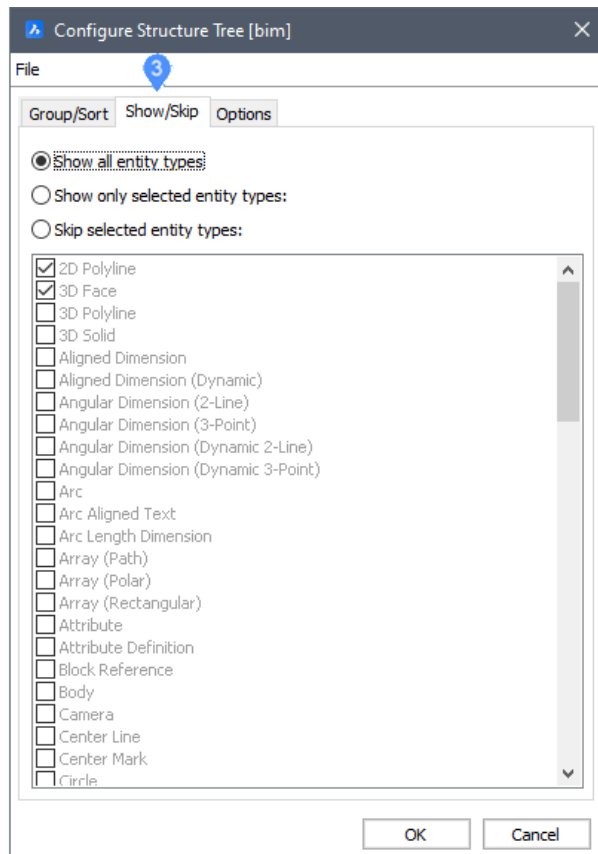 Configure Structure Tree [bim]
File
3
Group/Sort Show/Skip Options
Show all entity types
Show only selected entity types:
Skip selected entity types:
2D Polyline
3D Face
3D Polyline
3D Solid
Aligned Dimension
Aligned Dimension (Dynamic)
Angular Dimension (2-Line)
Angular Dimension (3-Point)
Angular Dimension (Dynamic 2-Line)
Angular Dimension (Dynamic 3-Point)
Arc
Arc Aligned Text
Arc Length Dimension
Array (Path)
Array (Polar)
Array (Rectangular)
Attribute
Attribute Definition
Block Reference
Body
Camera
Center Line
Center Mark
Circle
OK Cancel